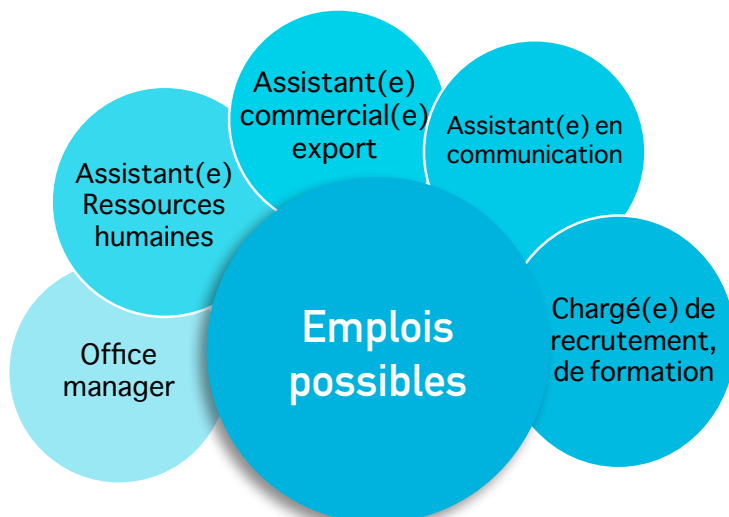 Assistant(e)
commercial(e)
export
Assistant(e) en
communication
Assistant(e)
Ressources
humaines
Chargé(e) de
recrutement,
de formation
Office
manager
Emplois
possibles